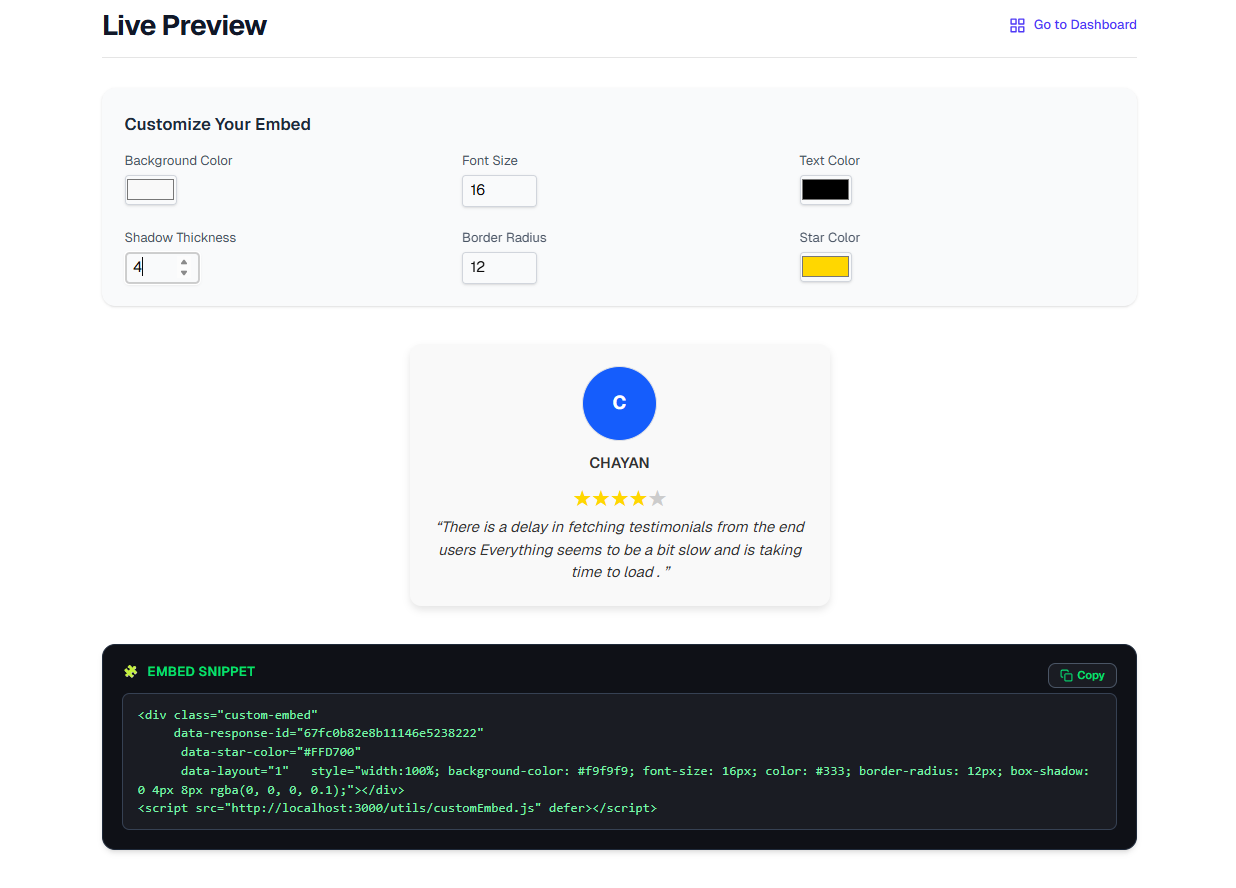 Live Preview
Go to Dashboard
Customize Your Embed
Background Color
Font Size
Text Color
16
Shadow Thickness
Border Radius
Star Color
4
12
C
CHAYAN
★★★★★
“There is a delay in fetching testimonials from the end
users Everything seems to be a bit slow and is taking
time to load . ”
EMBED SNIPPET
Copy
<div class="custom-embed"
data-response-id="67fc0b82e8b11146e5238222"
data-star-color="#FFD700"
data-layout="1" style="width:100%; background-color: #f9f9f9; font-size: 16px; color: #333; border-radius: 12px; box-shadow:
0 4px 8px rgba(0, 0, 0, 0.1);"></div>
<script src="http://localhost:3000/utils/customEmbed.js" defer></script>